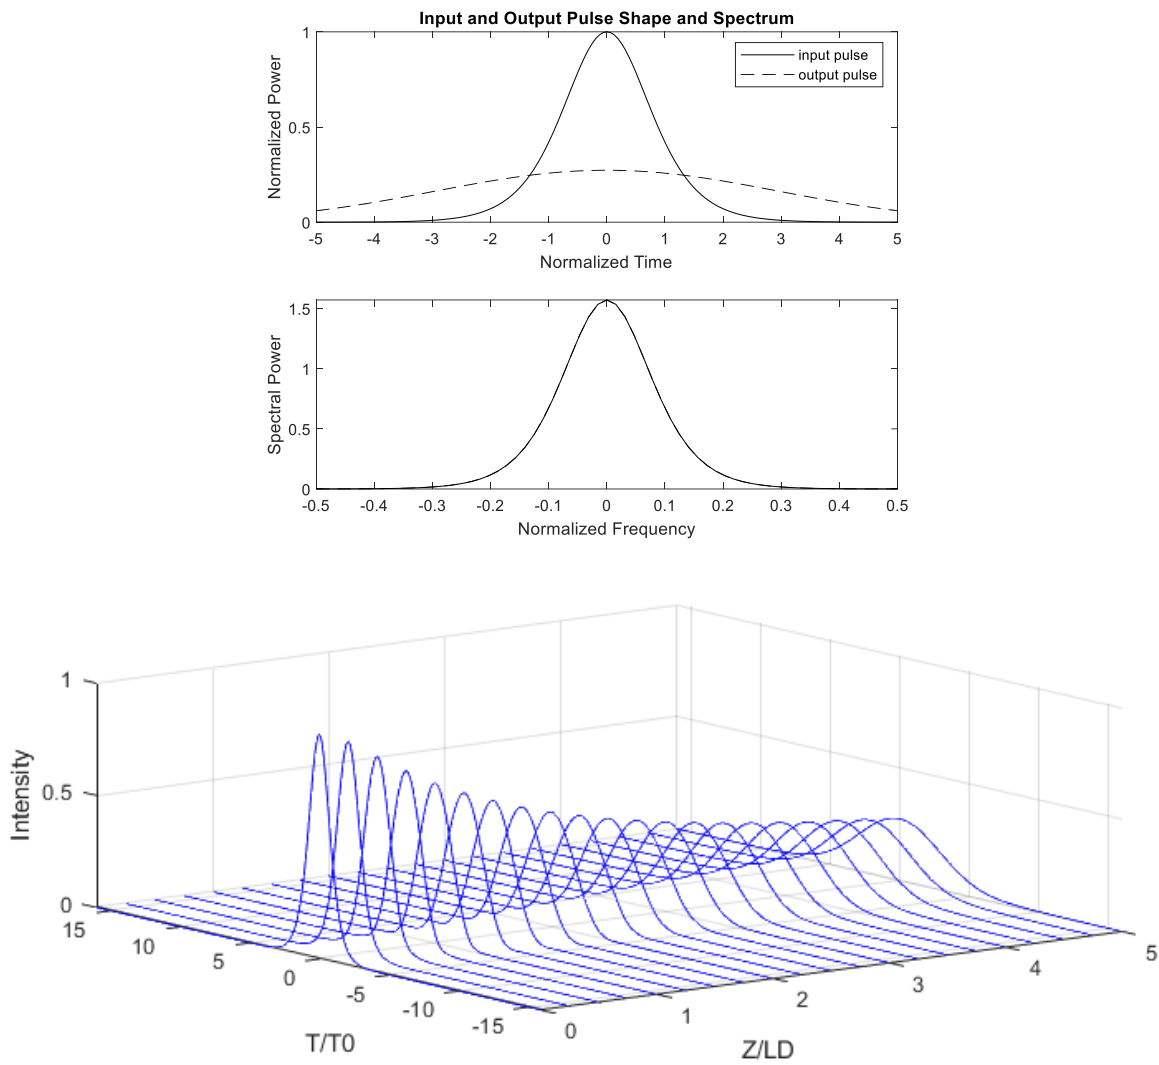 Input and Output Pulse Shape and Spectrum
Normalized Power
1
0.5
0
input pulse
output pulse
-5 -4 -3 -2 -1 0 1 2 3 4 5
Normalized Time
Spectral Power
1.5
1
0.5
0
-0.5 -0.4 -0.3 -0.2 -0.1 0 0.1 0.2 0.3 0.4 0.5
Normalized Frequency
Intensity
1
0.5
0
15 10 5 0 -5 -10 -15
T/T0
0 1 2 3 4 5
Z/LD